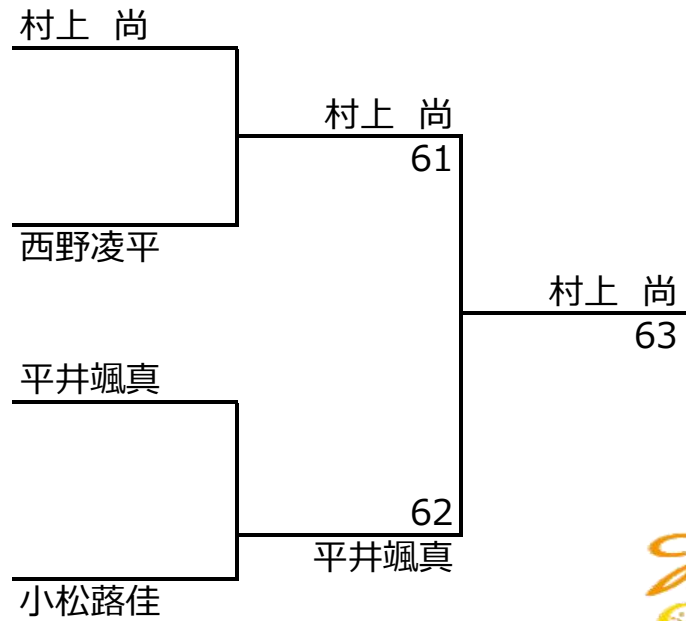 村上　尚
村上　尚
61
西野凌平
村上　尚
63
平井颯真
62
平井颯真
小松蕗佳